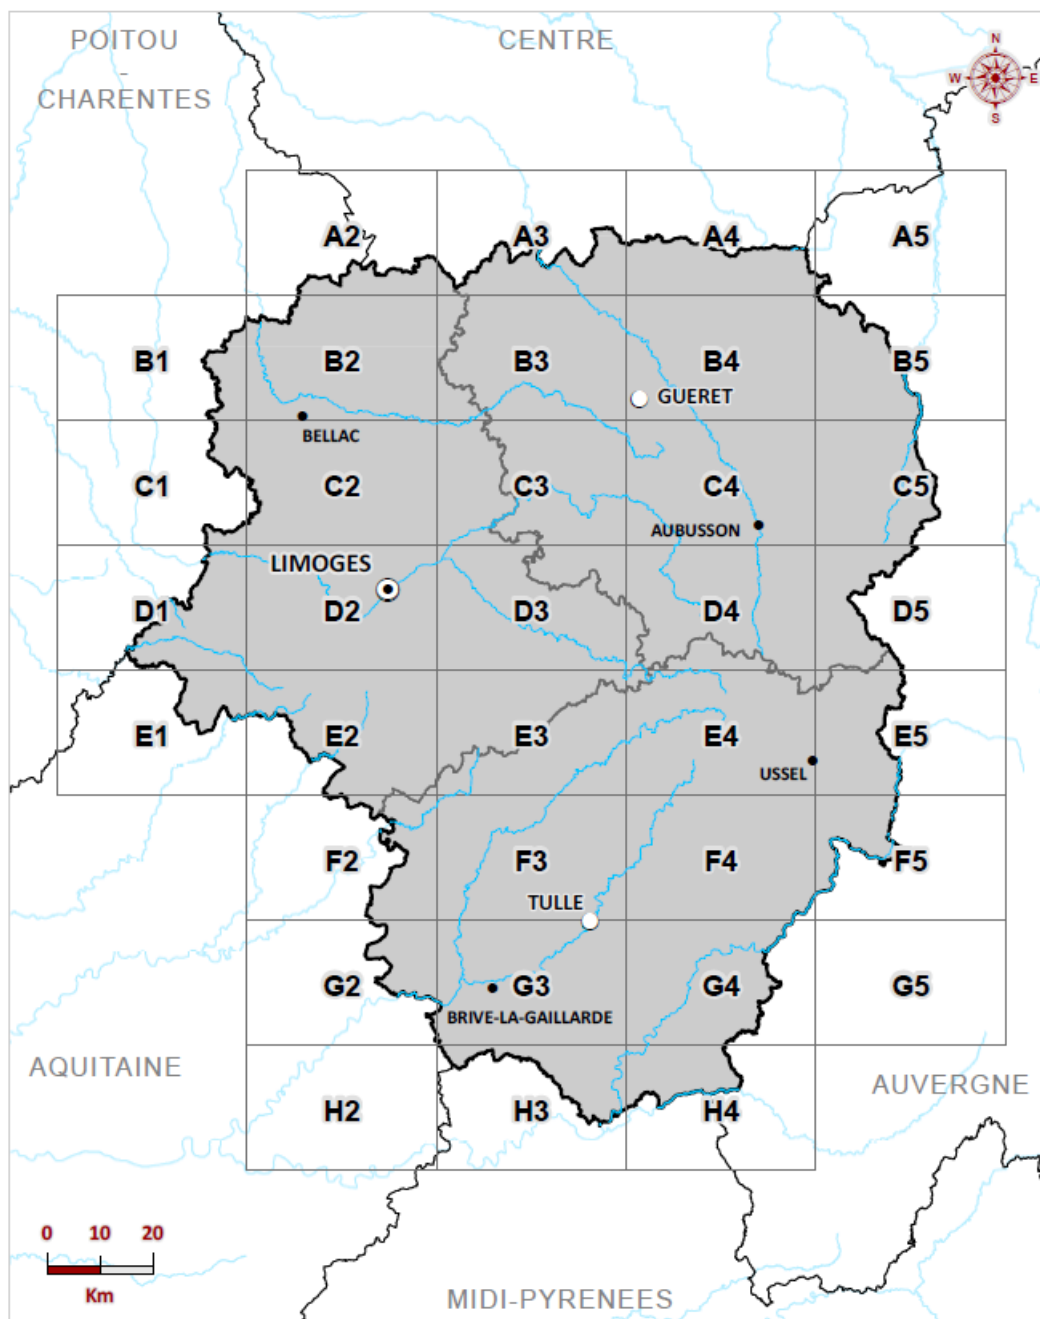 POITOU
-
CHARENTES
CENTRE
N
W E
S
A2 A3 A4 A5
B1 B2 B3 B4 B5
GUERET
BELLAC
C1 C2 C3 C4 C5
AUBUSSON
LIMOGES
D1 D2 D3 D4 D5
E1 E2 E3 E4 E5
USSEL
F2 F3 F4 F5
TULLE
G2 G3 G4 G5
BRIVE-LA-GAILLARDE
AQUITAINE
AUVERGNE
H2 H3 H4
0 10 20
Km
MIDI-PYRENEES